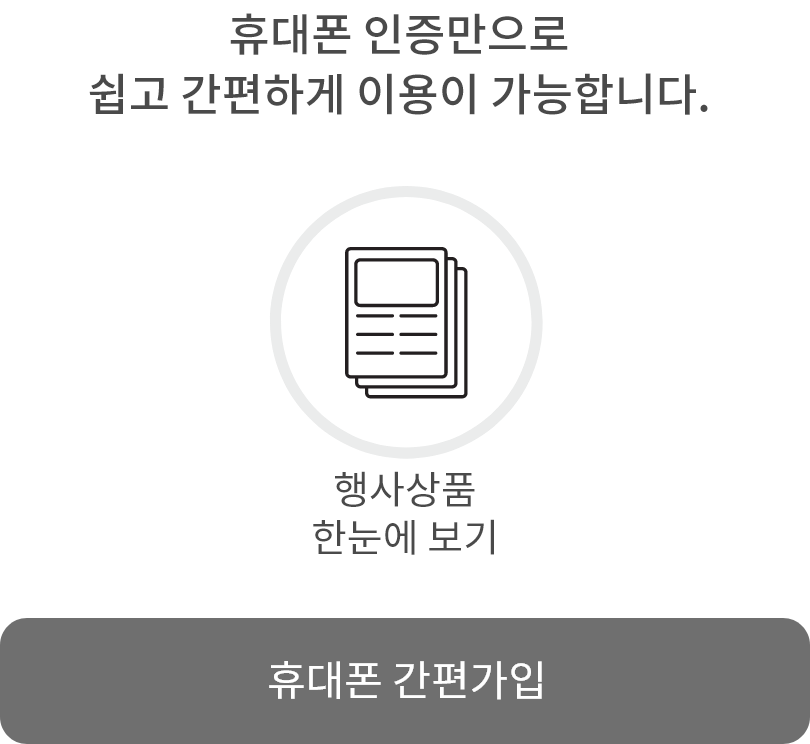 휴대폰 인증만으로
쉽고 간편하게 이용이 가능합니다.
행사상품
한눈에 보기
휴대폰 간편가입